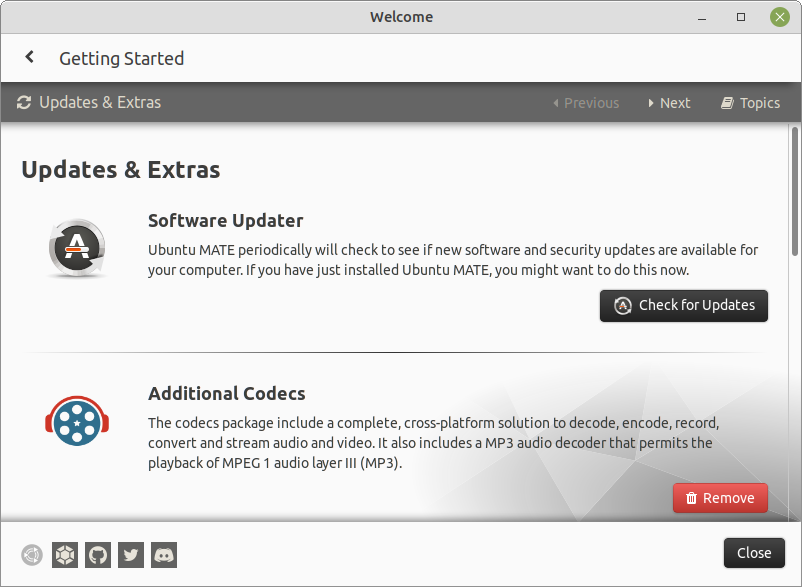 Welcome
Getting Started
Updates & Extras
Previous
Next
Topics
Updates & Extras
Software Updater
Ubuntu MATE periodically will check to see if new software and security updates are available for
your computer. If you have just installed Ubuntu MATE, you might want to do this now.
Check for Updates
Additional Codecs
The codecs package include a complete, cross-platform solution to decode, encode, record,
convert and stream audio and video. It also includes a MP3 audio decoder that permits the
playback of MPEG 1 audio layer III (MP3).
Remove
Close